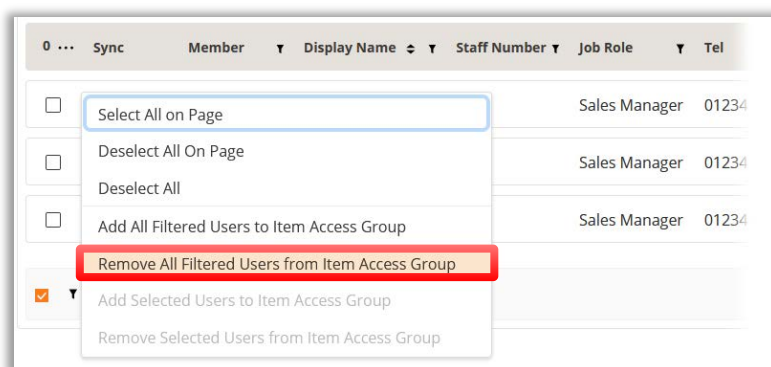 0 ... Sync Member Display Name Staff Number Job Role Tel
Select All on Page
Sales Manager 01234
Deselect All On Page
Sales Manager 01234
Deselect All
Add All Filtered Users to Item Access Group
Sales Manager 01234
Remove All Filtered Users from Item Access Group
Add Selected Users to Item Access Group
Remove Selected Users from Item Access Group